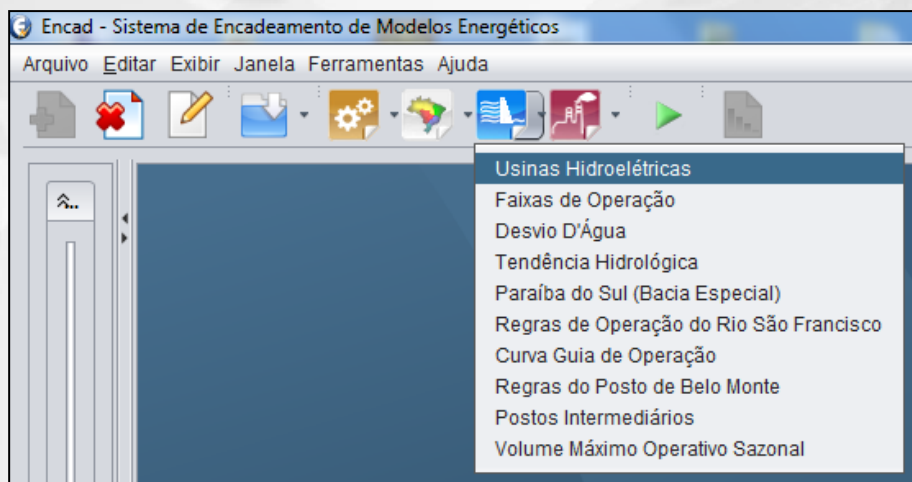 Encad - Sistema de Encadeamento de Modelos Energéticos
Arquivo Editar Exibir Janela Ferramentas Ajuda
Usinas Hidroelétricas
Faixas de Operação
Desvio D'Água
Tendência Hidrológica
Paraíba do Sul (Bacia Especial)
Regras de Operação do Rio São Francisco
Curva Guia de Operação
Regras do Posto de Belo Monte
Postos Intermediários
Volume Máximo Operativo Sazonal